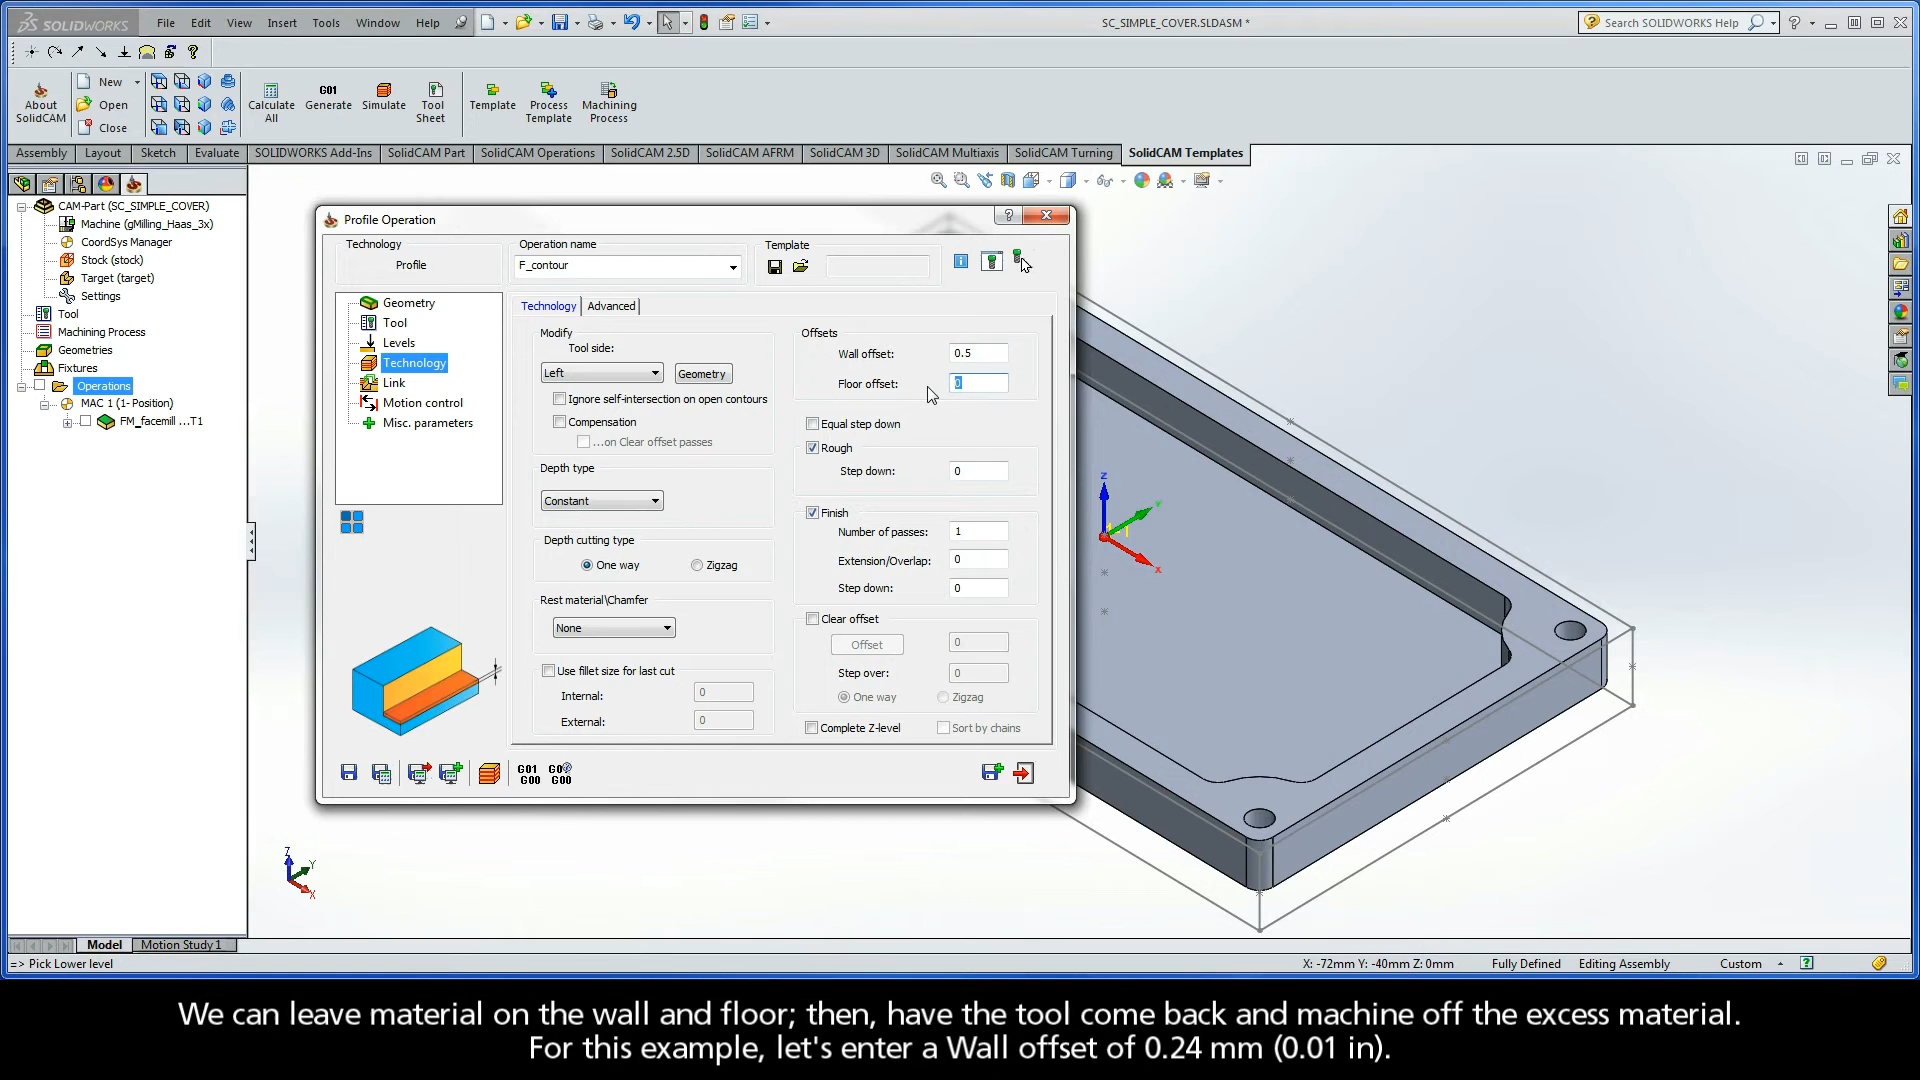 SOLIDWORKS File Edit View Insert Tools Window Help SC_SIMPLE_COVER.SLDASM * Search SOLIDWORKS Help
About SolidCAM
New
Open
Close
Calculate All
G01 Generate
Simulate
Tool Sheet
Template
Process Template
Machining Process
Assembly Layout Sketch Evaluate SOLIDWORKS Add-Ins SolidCAM Part SolidCAM Operations SolidCAM 2.5D SolidCAM AFRM SolidCAM 3D SolidCAM Multiaxis SolidCAM Turning SolidCAM Templates
CAM-Part (SC_SIMPLE_COVER)
Machine (gMilling_Haas_3x)
CoordSys Manager
Stock (stock)
Target (target)
Settings
Tool
Machining Process
Geometries
Fixtures
Operations
MAC 1 (1- Position)
FM_facemill ...T1
Profile Operation
Technology
Profile
Operation name
F_contour
Template
Geometry
Tool
Levels
Technology
Link
Motion control
Misc. parameters
Technology Advanced
Modify
Tool side:
Left Geometry
Ignore self-intersection on open contours
Compensation
...on Clear offset passes
Depth type
Constant
Depth cutting type
One way Zigzag
Rest material\Chamfer
None
Use fillet size for last cut
Internal: 0
External: 0
Offsets
Wall offset: 0.5
Floor offset: 0
Equal step down
Rough
Step down: 0
Finish
Number of passes: 1
Extension/Overlap: 0
Step down: 0
Clear offset
Offset 0
Step over: 0
One way Zigzag
Complete Z-level Sort by chains
G01 G00
Z
Y
X
Z
X
Model Motion Study 1
=> Pick Lower level X: -72mm Y: -40mm Z: 0mm Fully Defined Editing Assembly Custom
We can leave material on the wall and floor; then, have the tool come back and machine off the excess material.
For this example, let's enter a Wall offset of 0.24 mm (0.01 in).